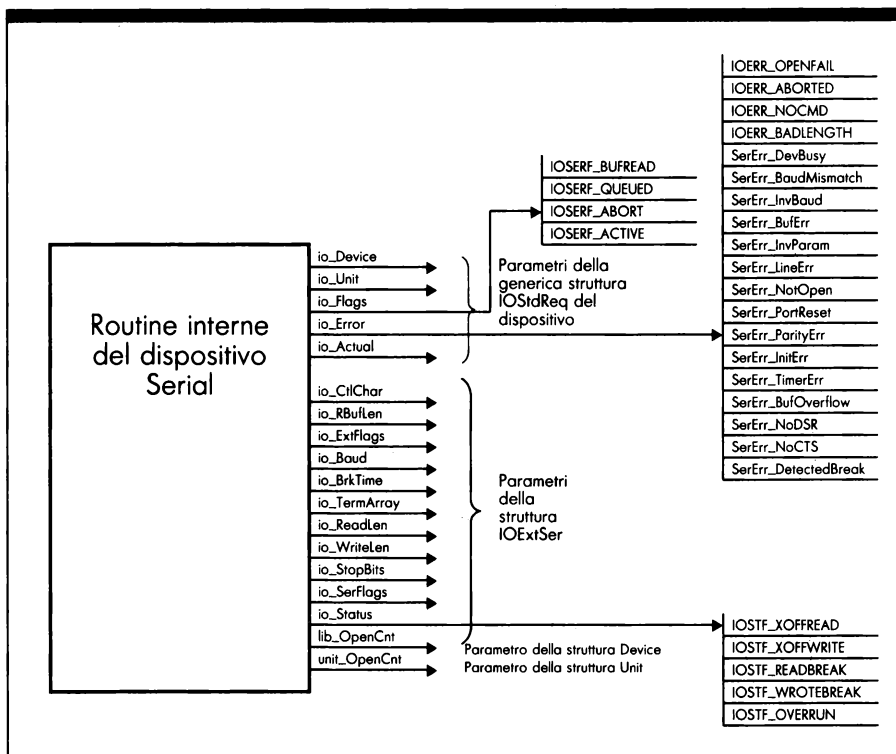 Routine interne
del dispositivo
Serial
io_Device
io_Unit
io_Flags
io_Error
io_Actual
Parametri della
generica struttura
IOStdReq del
dispositivo
io_CtlChar
io_RBufLen
io_ExtFlags
io_Baud
io_BrkTime
io_TermArray
io_ReadLen
io_WriteLen
io_StopBits
io_SerFlags
io_Status
lib_OpenCnt
unit_OpenCnt
Parametri
della
struttura
IOExtSer
Parametro della struttura Device
Parametro della struttura Unit
IOSERF_BUFREAD
IOSERF_QUEUED
IOSERF_ABORT
IOSERF_ACTIVE
IOERR_OPENFAIL
IOERR_ABORTED
IOERR_NOCMD
IOERR_BADLENGTH
SerErr_DevBusy
SerErr_BaudMismatch
SerErr_InvBaud
SerErr_BufErr
SerErr_InvParam
SerErr_LineErr
SerErr_NotOpen
SerErr_PortReset
SerErr_ParityErr
SerErr_InitErr
SerErr_TimerErr
SerErr_BufOverflow
SerErr_NoDSR
SerErr_NoCTS
SerErr_DetectedBreak
IOSTF_XOFFREAD
IOSTF_XOFFWRITE
IOSTF_READBREAK
IOSTF_WROTEBREAK
IOSTF_OVERRUN